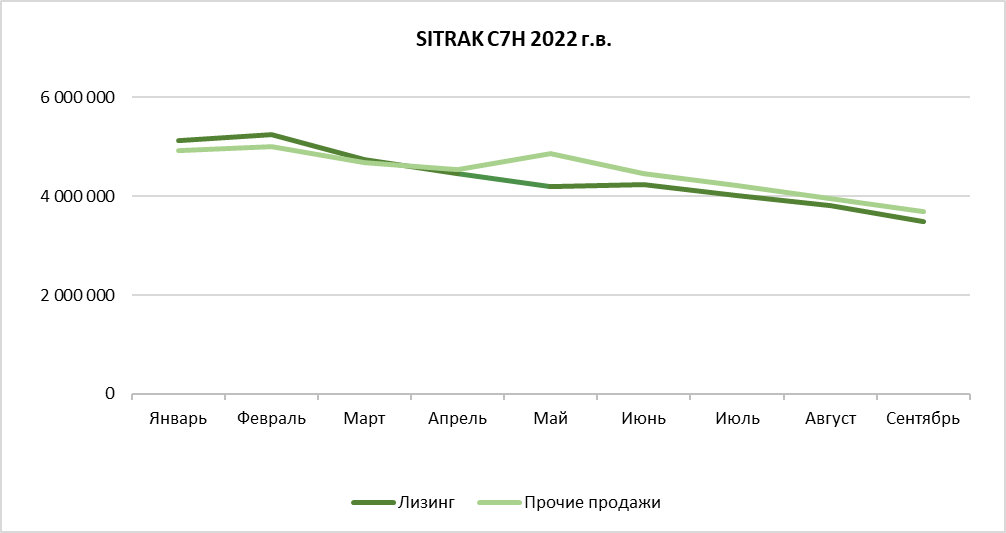 SITRAK C7H 2022 г.в.
6 000 000
4 000 000
2 000 000
0
Январь Февраль Март Апрель Май Июнь Июль Август Сентябрь
Лизинг Прочие продажи